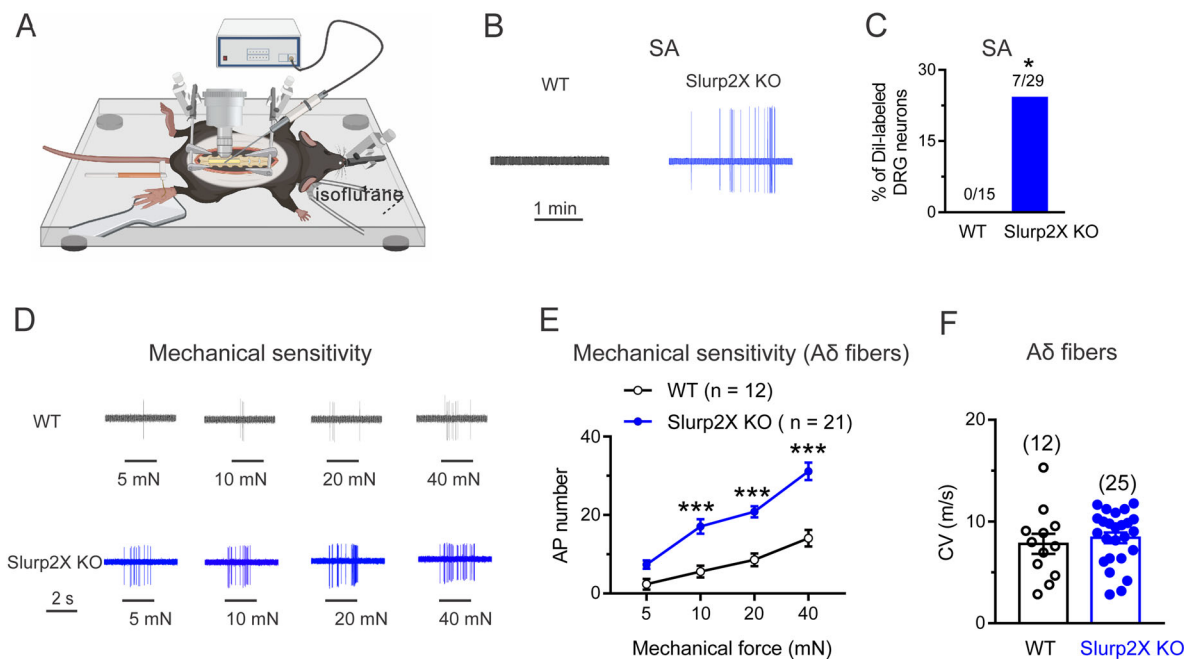 A
isoflurane
B
SA
WT
Slurp2X KO
1 min
C
SA
*
7/29
0/15
30
15
0
% of Dil-labeled
DRG neurons
WT
Slurp2X KO
D
Mechanical sensitivity
WT
5 mN
10 mN
20 mN
40 mN
Slurp2X KO
2 s
5 mN
10 mN
20 mN
40 mN
E
Mechanical sensitivity (Aδ fibers)
WT (n = 12)
Slurp2X KO ( n = 21)
***
***
***
40
20
0
AP number
5
10
20
40
Mechanical force (mN)
F
Aδ fibers
(12)
(25)
20
10
0
CV (m/s)
WT
Slurp2X KO